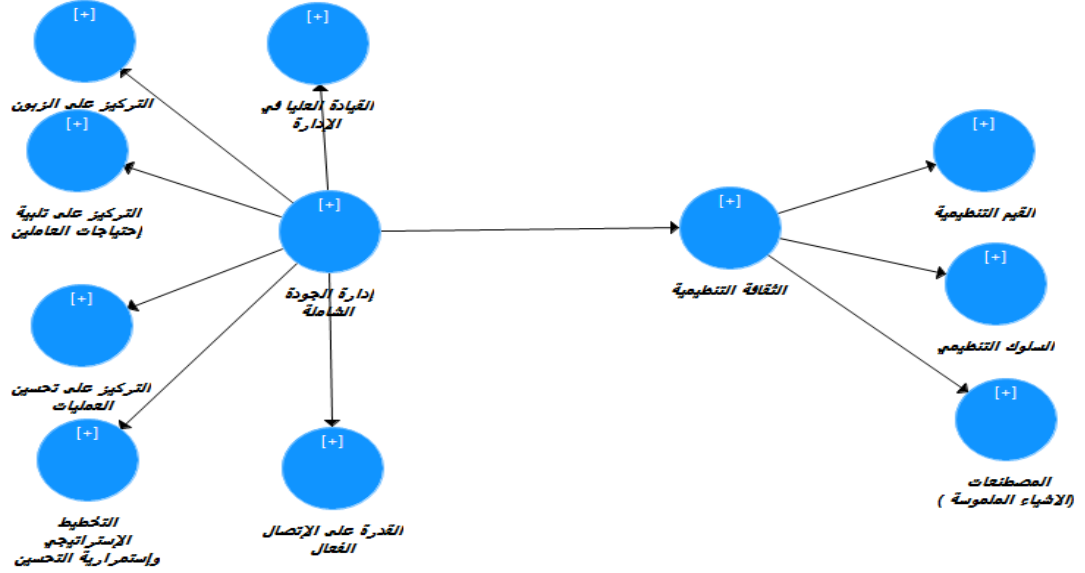 [+]
[+]
التركيز على الزبون
القيادة العليا في
الإدارة
[+]
[+]
التركيز على تلبية
إحتياجات العاملين
القيم التنظيمية
[+]
[+]
إدارة الجودة
الشاملة
الثقافة التنظيمية
[+]
السلوك التنظيمي
[+]
التركيز على تحسين
العمليات
[+]
المصطنعات
(الاشياء الملموسة )
[+]
التخطيط
الإستراتيجي
وإستمرارية التحسين
[+]
القدرة على الإتصال
الفعال